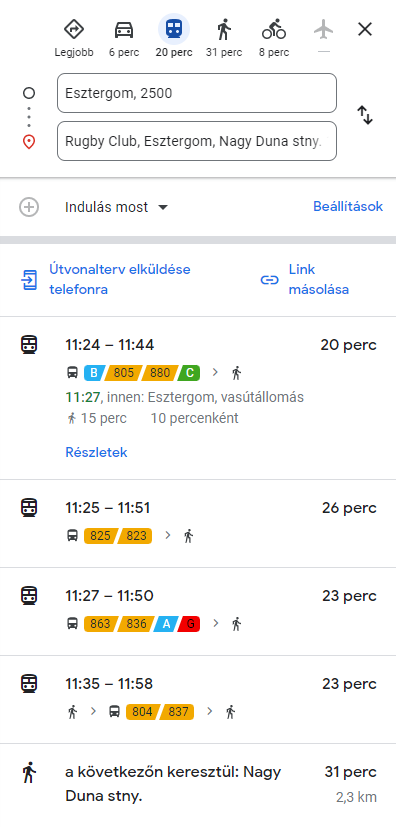 Legjobb 6 perc 20 perc 31 perc 8 perc —
Esztergom, 2500
Rugby Club, Esztergom, Nagy Duna stny.
Indulás most Beállítások
Útvonalterv elküldése telefonra
Link másolása
11:24 – 11:44 20 perc
B 805 880 C
11:27, innen: Esztergom, vasútállomás
15 perc 10 percenként
Részletek
11:25 – 11:51 26 perc
825 823
11:27 – 11:50 23 perc
863 836 A G
11:35 – 11:58 23 perc
804 837
a következőn keresztül: Nagy 31 perc
Duna stny. 2,3 km